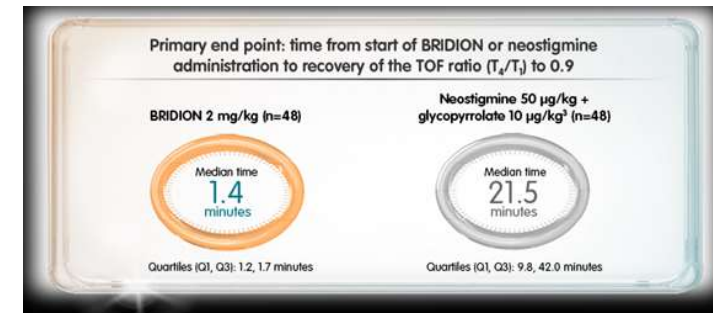 Primary end point: time from start of BRIDION or neostigmine
administration to recovery of the TOF ratio (T₄/T₁) to 0.9
BRIDION 2 mg/kg (n=48)
Median time
1.4
minutes
Quartiles (Q1, Q3): 1.2, 1.7 minutes
Neostigmine 50 µg/kg +
glycopyrrolate 10 µg/kg³ (n=48)
Median time
21.5
minutes
Quartiles (Q1, Q3): 9.8, 42.0 minutes